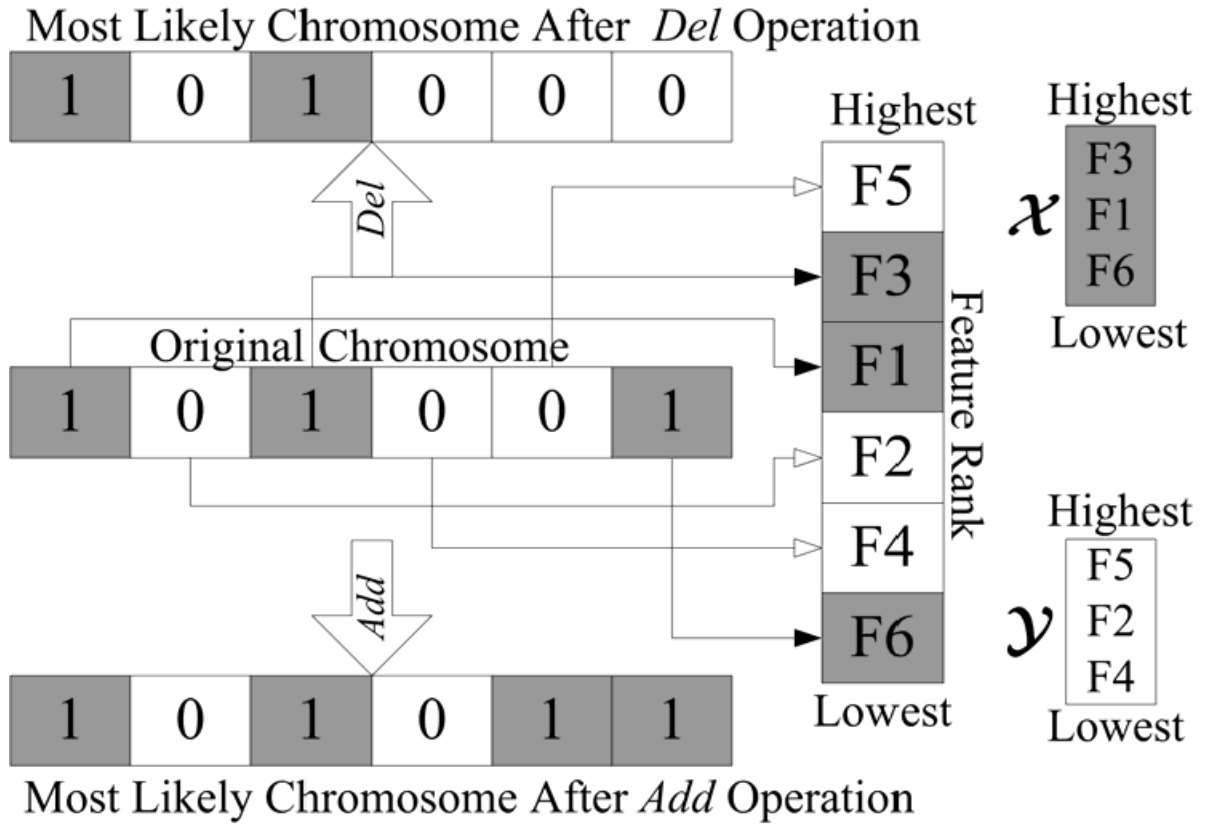 Most Likely Chromosome After Del Operation
1 0 1 0 0 0
Del
Original Chromosome
1 0 1 0 0 1
Add
1 0 1 0 1 1
Most Likely Chromosome After Add Operation
Highest
F5
F3
F1
F2
F4
F6
Lowest
Feature Rank
Highest
X
F3
F1
F6
Lowest
Highest
Y
F5
F2
F4
Lowest